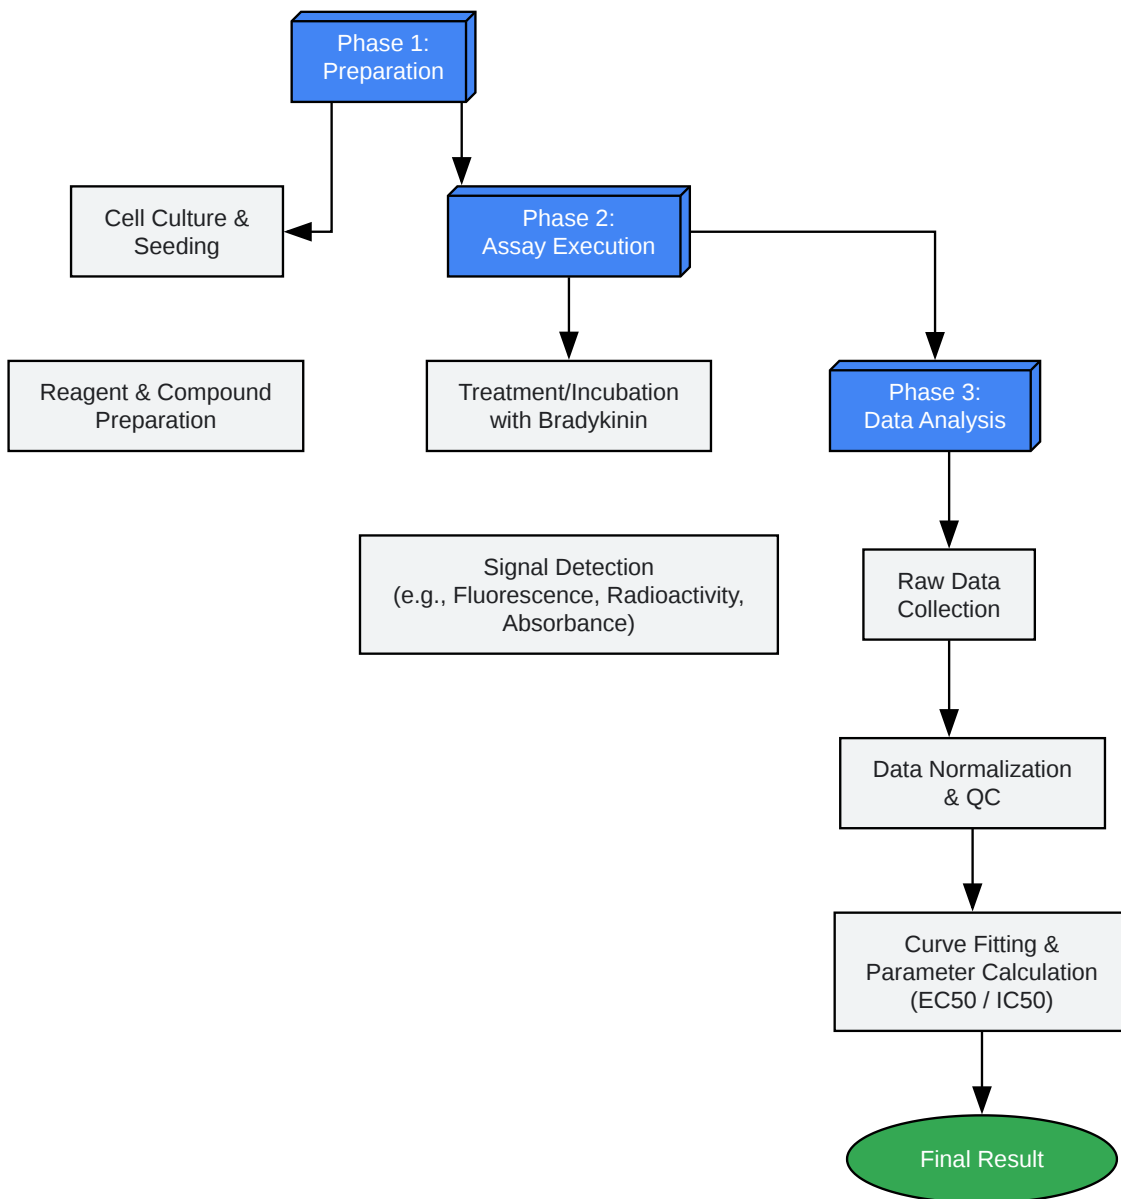 Phase 1:
Preparation
Cell Culture &
Seeding
Phase 2:
Assay Execution
Reagent & Compound
Preparation
Treatment/Incubation
with Bradykinin
Phase 3:
Data Analysis
Signal Detection
(e.g., Fluorescence, Radioactivity,
Absorbance)
Raw Data
Collection
Data Normalization
& QC
Curve Fitting &
Parameter Calculation
(EC50 / IC50)
Final Result